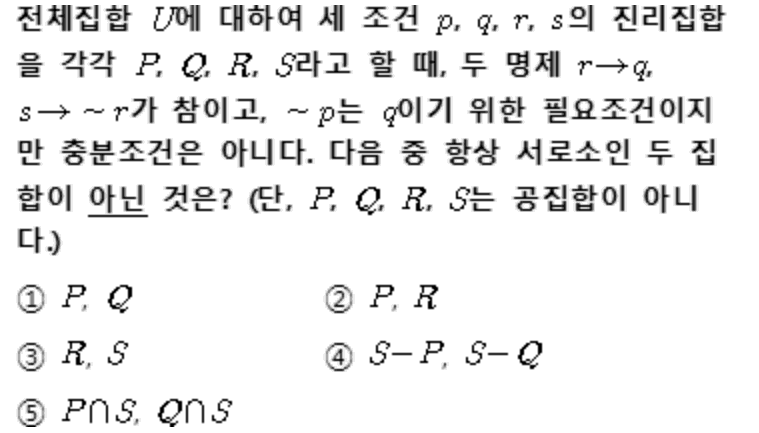 전체집합 U에 대하여 세 조건 p, q, r, s의 진리집합
을 각각 P, Q, R, S라고 할 때, 두 명제 r→q,
s→ ~r가 참이고, ~p는 q이기 위한 필요조건이지
만 충분조건은 아니다. 다음 중 항상 서로소인 두 집
합이 아닌 것은? (단, P, Q, R, S는 공집합이 아니
다.)
① P, Q ② P, R
③ R, S ④ S-P, S-Q
⑤ P∩S, Q∩S